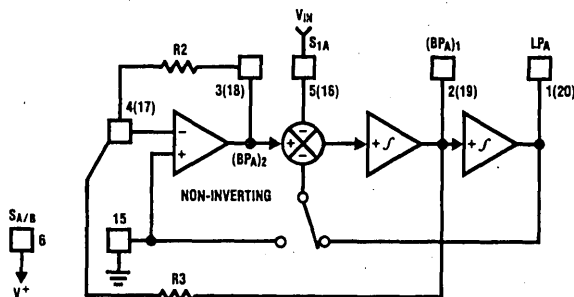 V_IN
S_1A
5(16)
R2
3(18)
4(17)
(BP_A)_1
2(19)
LP_A
1(20)
−
+
(BP_A)_2
+
−
−
+∫
+∫
NON-INVERTING
S_A/B
6
V+
15
R3